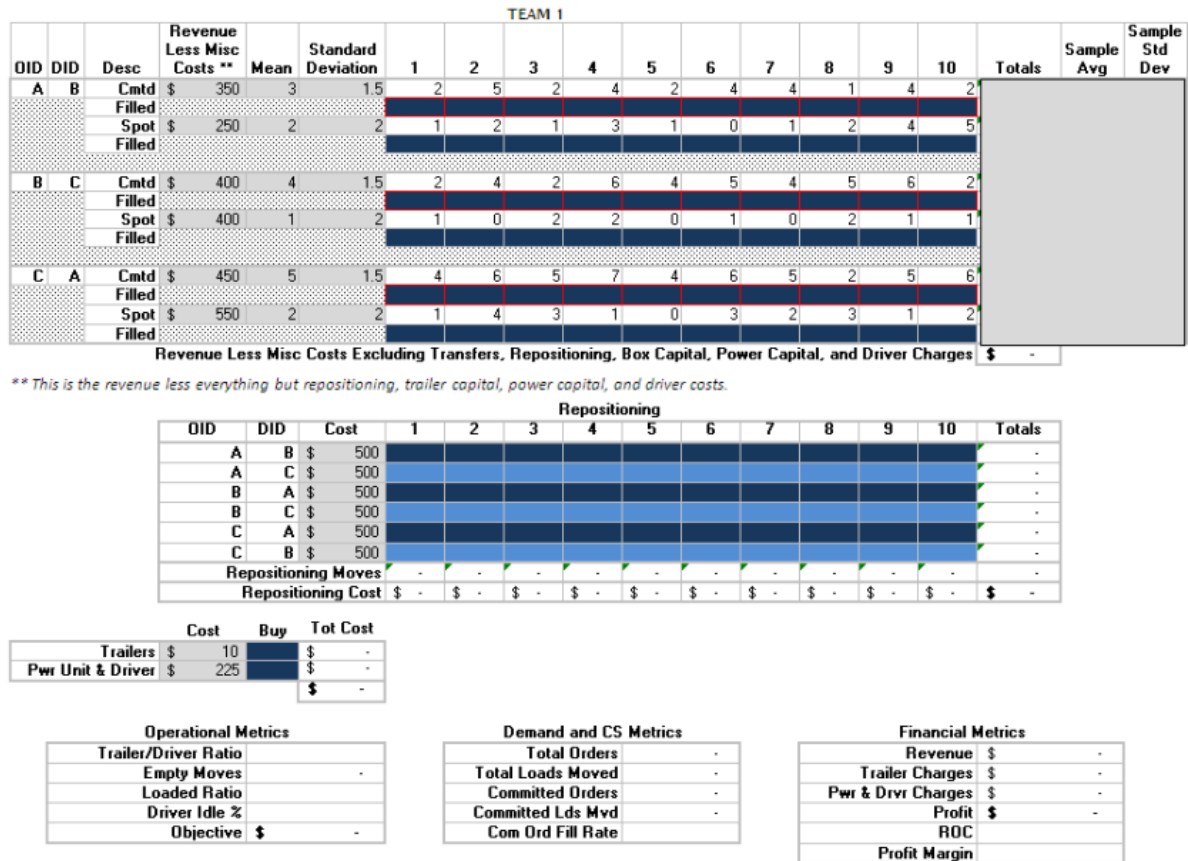 TEAM 1
OID DID Desc Revenue Less Misc Costs ** Mean Standard Deviation 1 2 3 4 5 6 7 8 9 10 Totals Sample Avg Sample Std Dev
A B Cmtd $ 350 3 1.5 2 5 2 4 2 4 4 1 4 2
Filled
Spot $ 250 2 2 1 2 1 3 1 0 1 2 4 5
Filled
B C Cmtd $ 400 4 1.5 2 4 2 6 4 5 4 5 6 2
Filled
Spot $ 400 1 2 1 0 2 2 0 1 0 2 1 1
Filled
C A Cmtd $ 450 5 1.5 4 6 5 7 4 6 5 2 5 6
Filled
Spot $ 550 2 2 1 4 3 1 0 3 2 3 1 2
Filled
Revenue Less Misc Costs Excluding Transfers, Repositioning, Box Capital, Power Capital, and Driver Charges $ -
** This is the revenue less everything but repositioning, trailer capital, power capital, and driver costs.
Repositioning
OID DID Cost 1 2 3 4 5 6 7 8 9 10 Totals
A B $ 500 -
A C $ 500 -
B A $ 500 -
B C $ 500 -
C A $ 500 -
C B $ 500 -
Repositioning Moves - - - - - - - - - - -
Repositioning Cost $ - $ - $ - $ - $ - $ - $ - $ - $ - $ - $ -
Cost Buy Tot Cost
Trailers $ 10 $ -
Pwr Unit & Driver $ 225 $ -
$ -
Operational Metrics
Trailer/Driver Ratio
Empty Moves -
Loaded Ratio
Driver Idle %
Objective $ -
Demand and CS Metrics
Total Orders -
Total Loads Moved -
Committed Orders -
Committed Lds Mvd -
Com Ord Fill Rate
Financial Metrics
Revenue $ -
Trailer Charges $ -
Pwr & Drvr Charges $ -
Profit $ -
ROC
Profit Margin